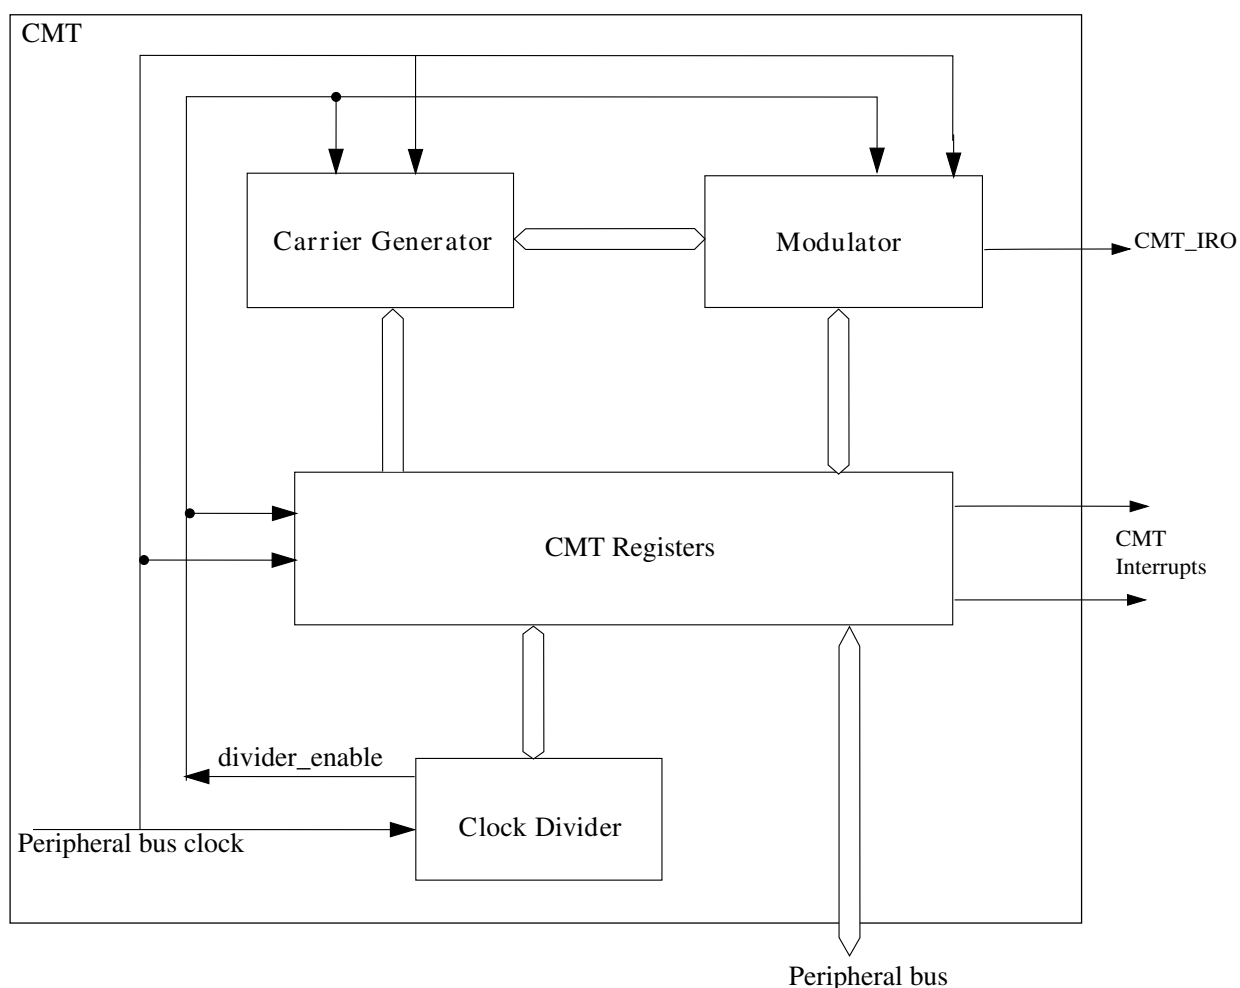 CMT
Carrier Generator
Modulator
CMT_IRO
CMT Registers
CMT
Interrupts
divider_enable
Clock Divider
Peripheral bus clock
Peripheral bus